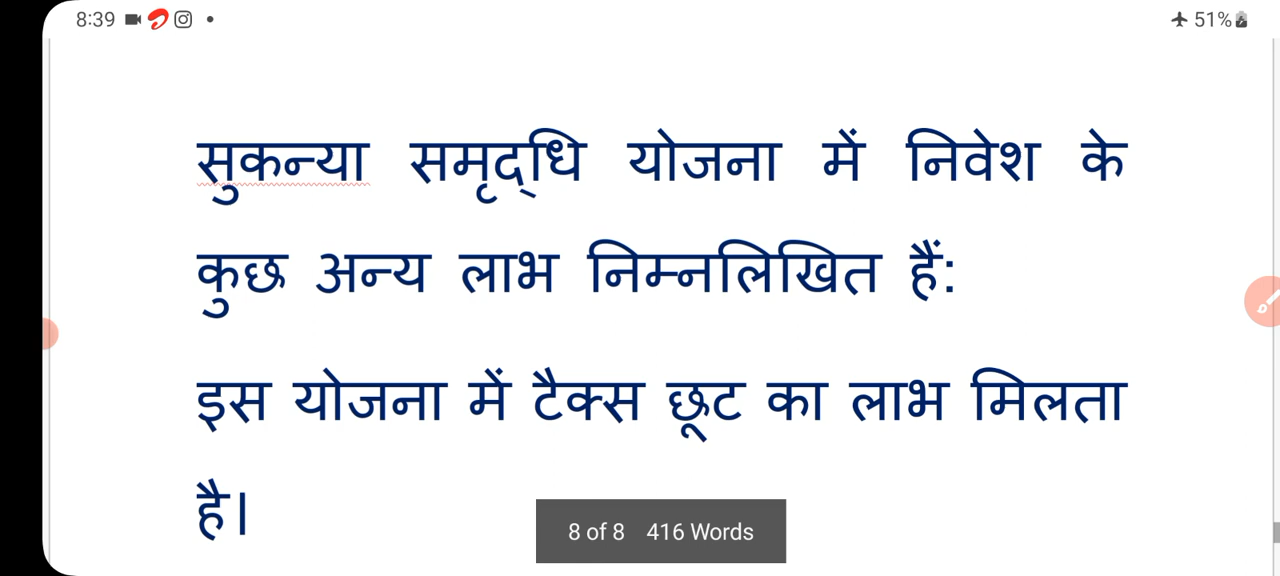 8:39
51%
सुकन्या समृद्धि योजना में निवेश के
कुछ अन्य लाभ निम्नलिखित हैं:
इस योजना में टैक्स छूट का लाभ मिलता
है।
8 of 8 416 Words